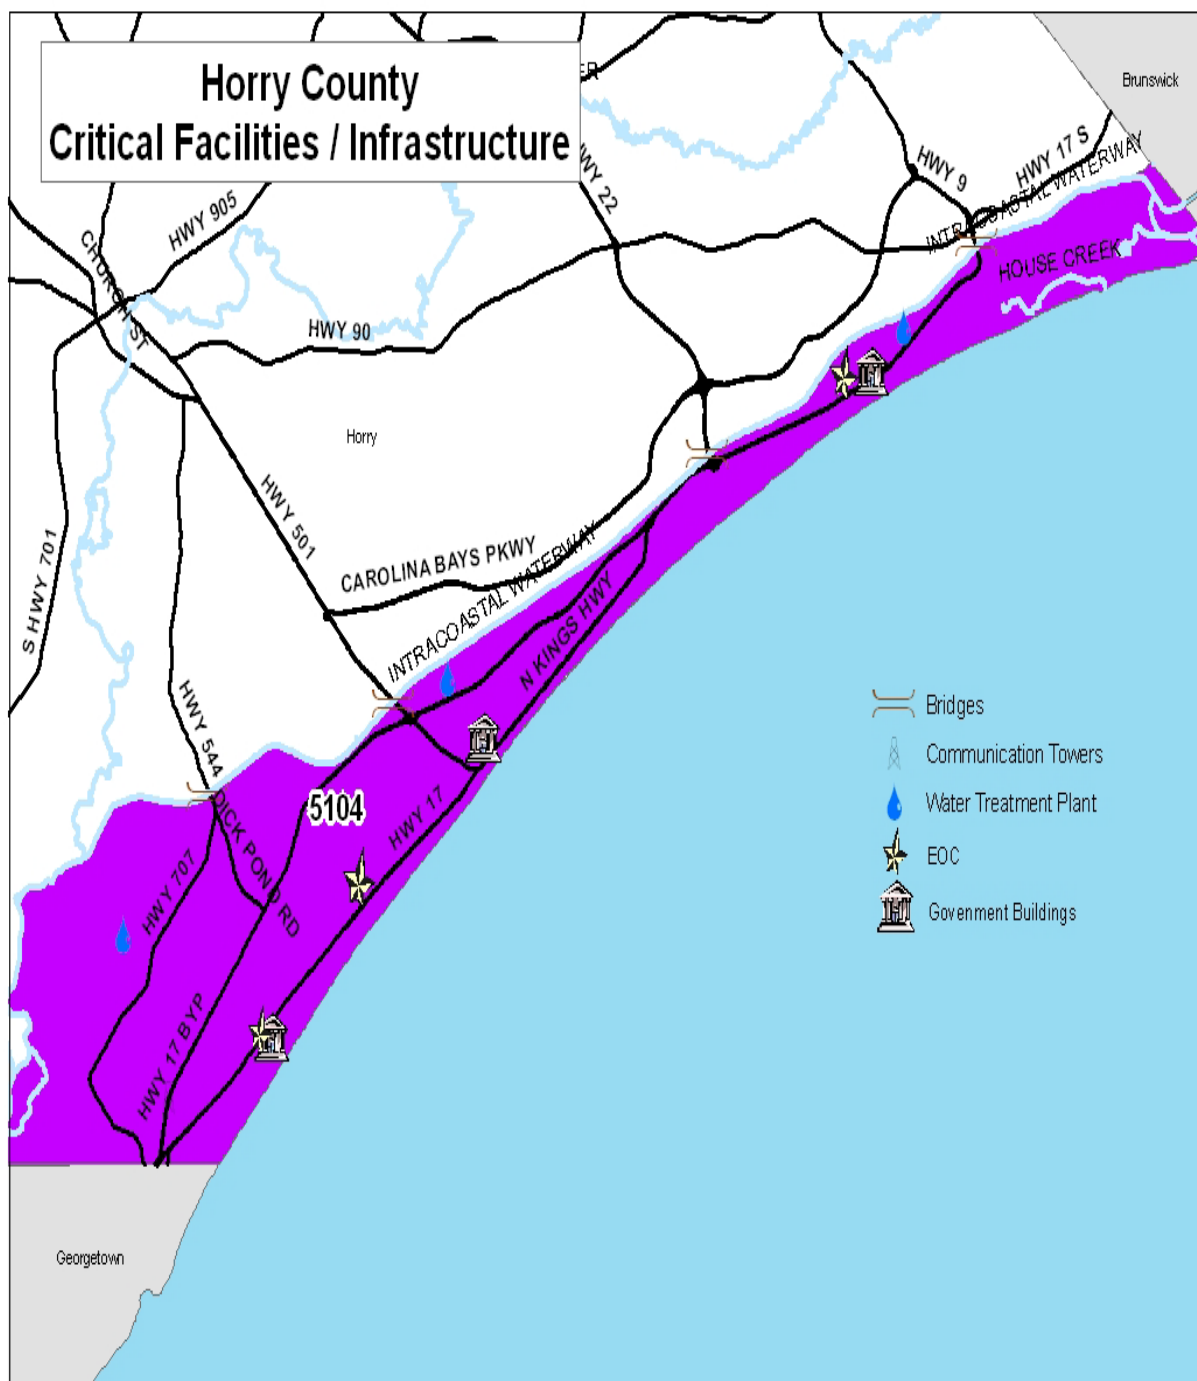 Horry County
Critical Facilities / Infrastructure
ER
Brunswick
HWY 22
HWY 9
HWY 17 S
INTRACOASTAL WATERWAY
HWY 905
CHURCH ST
HOUSE CREEK
HWY 90
Horry
HWY 501
S HWY 701
CAROLINA BAYS PKWY
INTRACOASTAL WATERWAY
N KINGS HWY
HWY 544
Bridges
Communication Towers
Water Treatment Plant
EOC
Govenment Buildings
5104
DICK POND RD
HWY 17
HWY 707
HWY 17 BYP
Georgetown